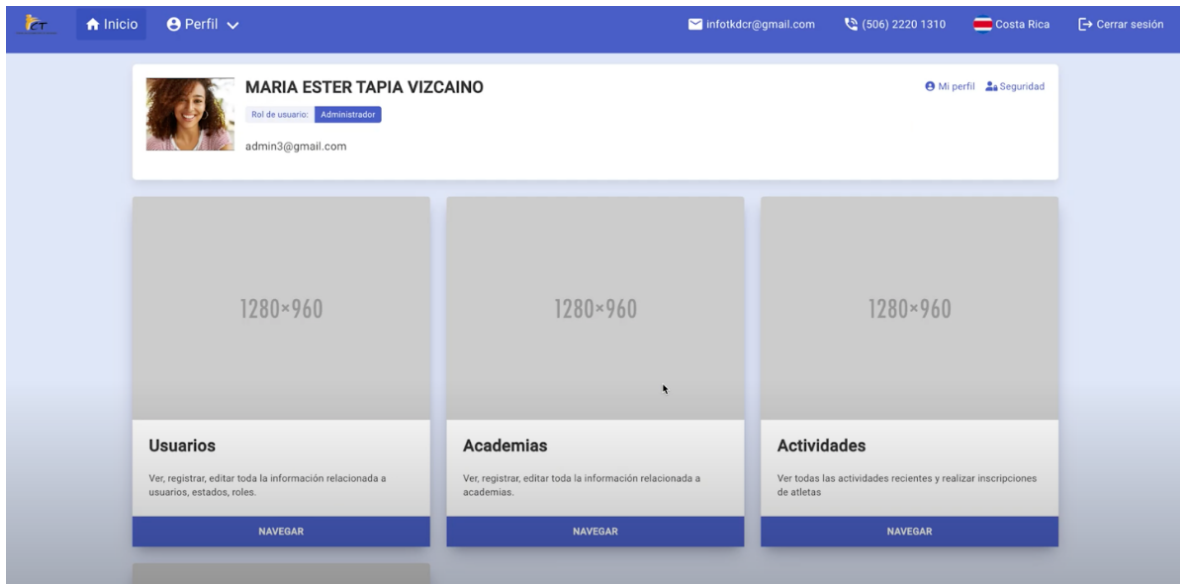 Inicio
Perfil
infotkdcr@gmail.com
(506) 2220 1310
Costa Rica
Cerrar sesión
MARIA ESTER TAPIA VIZCAINO
Mi perfil
Seguridad
Rol de usuario: Administrador
admin3@gmail.com
1280×960
1280×960
1280×960
Usuarios
Ver, registrar, editar toda la información relacionada a
usuarios, estados, roles.
NAVEGAR
Academias
Ver, registrar, editar toda la información relacionada a
academias.
NAVEGAR
Actividades
Ver todas las actividades recientes y realizar inscripciones
de atletas
NAVEGAR